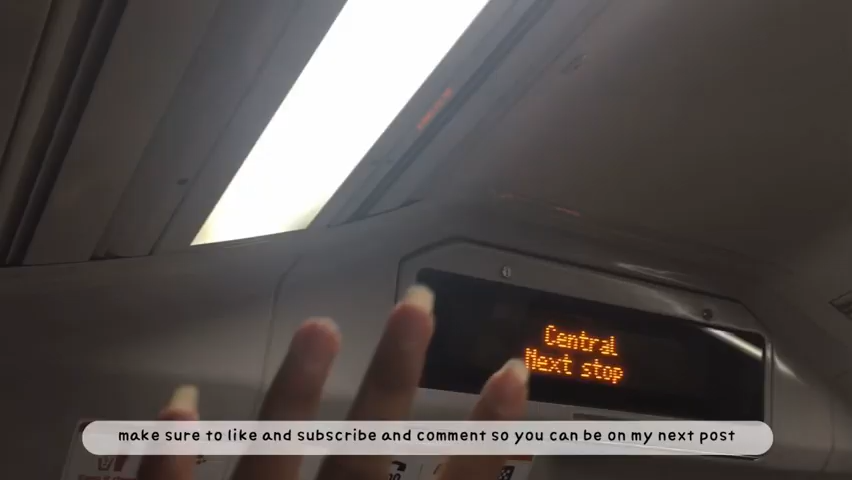 Central
Next stop
make sure to like and subscribe and comment so you can be on my next post